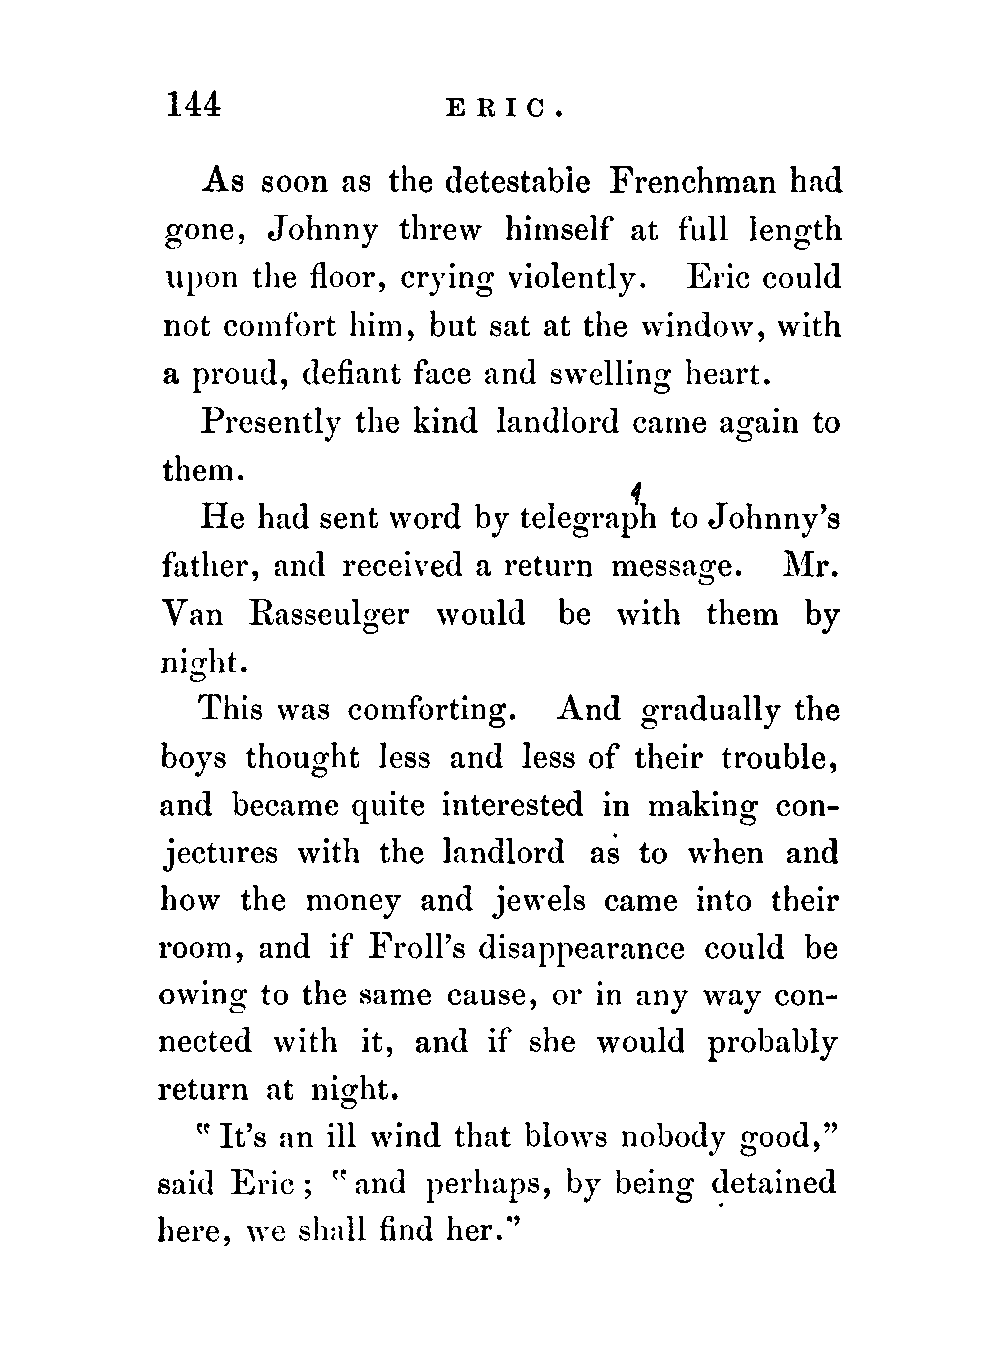 144 ERIC.
As soon as the detestable Frenchman had
gone, Johnny threw himself at full length
upon the floor, crying violently. Eric could
not comfort him, but sat at the window, with
a proud, defiant face and swelling heart.
Presently the kind landlord came again to
them.
He had sent word by telegraph to Johnny's
father, and received a return message. Mr.
Van Rasseulger would be with them by
night.
This was comforting. And gradually the
boys thought less and less of their trouble,
and became quite interested in making con-
jectures with the landlord as to when and
how the money and jewels came into their
room, and if Froll's disappearance could be
owing to the same cause, or in any way con-
nected with it, and if she would probably
return at night.
"It's an ill wind that blows nobody good,"
said Eric; "and perhaps, by being detained
here, we shall find her."